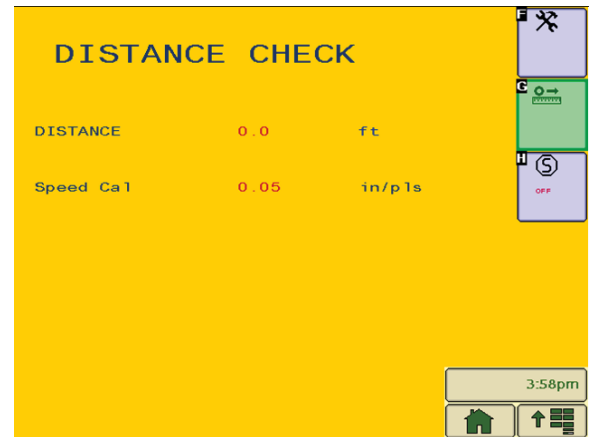 F
DISTANCE CHECK
G
DISTANCE 0.0 ft
H
S
Speed Cal 0.05 in/pls
OFF
3:58pm